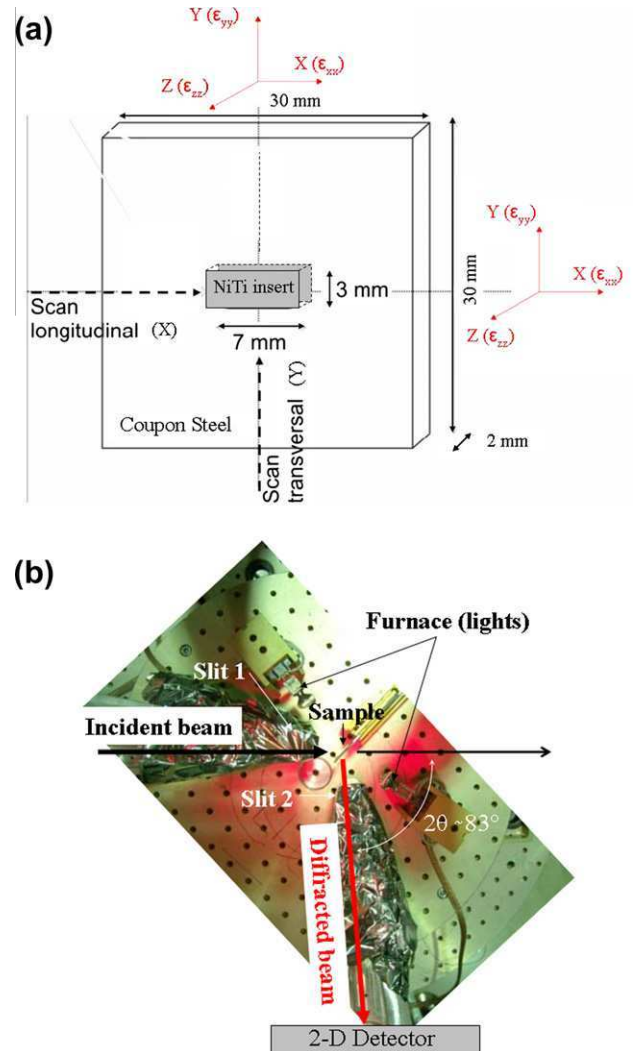 (a)
Y (εyy)
X (εxx)
Z (εzz)
30 mm
Y (εyy)
X (εxx)
Z (εzz)
NiTi insert
3 mm
30 mm
Scan
longitudinal (X)
7 mm
Scan
transversal (Y)
Coupon Steel
2 mm
(b)
Furnace (lights)
Slit 1
Sample
Incident beam
Slit 2
2θ ~83°
Diffracted beam
2-D Detector